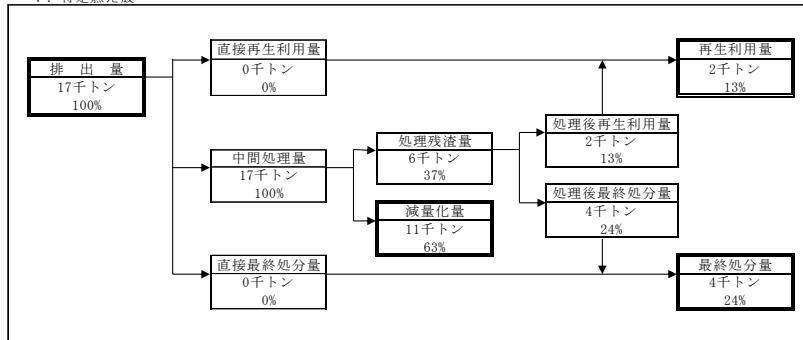 直接再生利用量
0千トン
0%
再生利用量
2千トン
13%
排出量
17千トン
100%
中間処理量
17千トン
100%
処理残渣量
6千トン
37%
処理後再生利用量
2千トン
13%
減量化量
11千トン
63%
処理後最終処分量
4千トン
24%
直接最終処分量
0千トン
0%
最終処分量
4千トン
24%